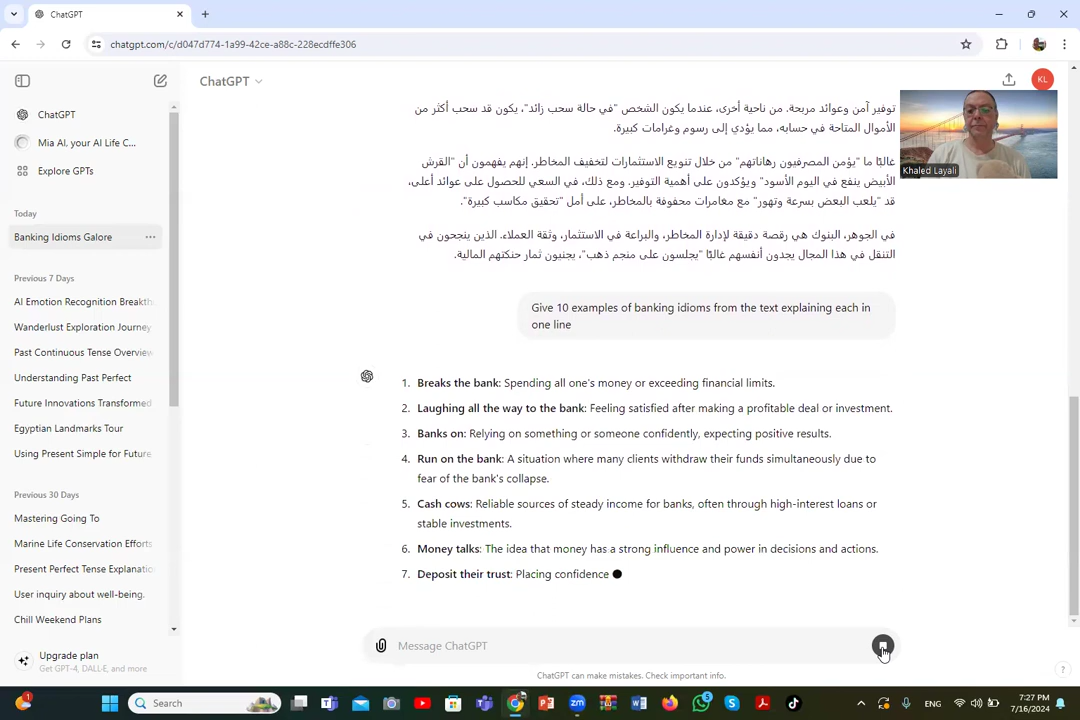 ChatGPT
chatgpt.com/c/d047d774-1a99-42ce-a88c-228ecdffe306
ChatGPT
Mia AI, your AI Life C...
Explore GPTs
Today
Banking Idioms Galore
Previous 7 Days
AI Emotion Recognition Breakth
Wanderlust Exploration Journey
Past Continuous Tense Overview
Understanding Past Perfect
Future Innovations Transformed
Egyptian Landmarks Tour
Using Present Simple for Future
Previous 30 Days
Mastering Going To
Marine Life Conservation Efforts
Present Perfect Tense Explanatio
User inquiry about well-being.
Chill Weekend Plans
Upgrade plan
Get GPT-4, DALL·E, and more
ChatGPT
KL
Khaled Layali
توفير آمن وعوائد مربحة. من ناحية أخرى، عندما يكون الشخص "في حالة سحب زائد"، يكون قد سحب أكثر من
الأموال المتاحة في حسابه، مما يؤدي إلى رسوم وغرامات كبيرة.
غالبًا ما "يؤمن المصرفيون رهاناتهم" من خلال تنويع الاستثمارات لتخفيف المخاطر. إنهم يفهمون أن "القرش
الأبيض ينفع في اليوم الأسود" ويؤكدون على أهمية التوفير. ومع ذلك، في السعي للحصول على عوائد أعلى،
قد "يلعب البعض بسرعة وتهور" مع مغامرات محفوفة بالمخاطر، على أمل "تحقيق مكاسب كبيرة".
في الجوهر، البنوك هي رقصة دقيقة لإدارة المخاطر، والبراعة في الاستثمار، وثقة العملاء. الذين ينجحون في
التنقل في هذا المجال يجدون أنفسهم غالبًا "يجلسون على منجم ذهب"، يجنيون ثمار حنكتهم المالية.
Give 10 examples of banking idioms from the text explaining each in
one line
1. Breaks the bank: Spending all one's money or exceeding financial limits.
2. Laughing all the way to the bank: Feeling satisfied after making a profitable deal or investment.
3. Banks on: Relying on something or someone confidently, expecting positive results.
4. Run on the bank: A situation where many clients withdraw their funds simultaneously due to
fear of the bank's collapse.
5. Cash cows: Reliable sources of steady income for banks, often through high-interest loans or
stable investments.
6. Money talks: The idea that money has a strong influence and power in decisions and actions.
7. Deposit their trust: Placing confidence
Message ChatGPT
ChatGPT can make mistakes. Check important info.
?
1
Search
5
ENG
7:27 PM
7/16/2024